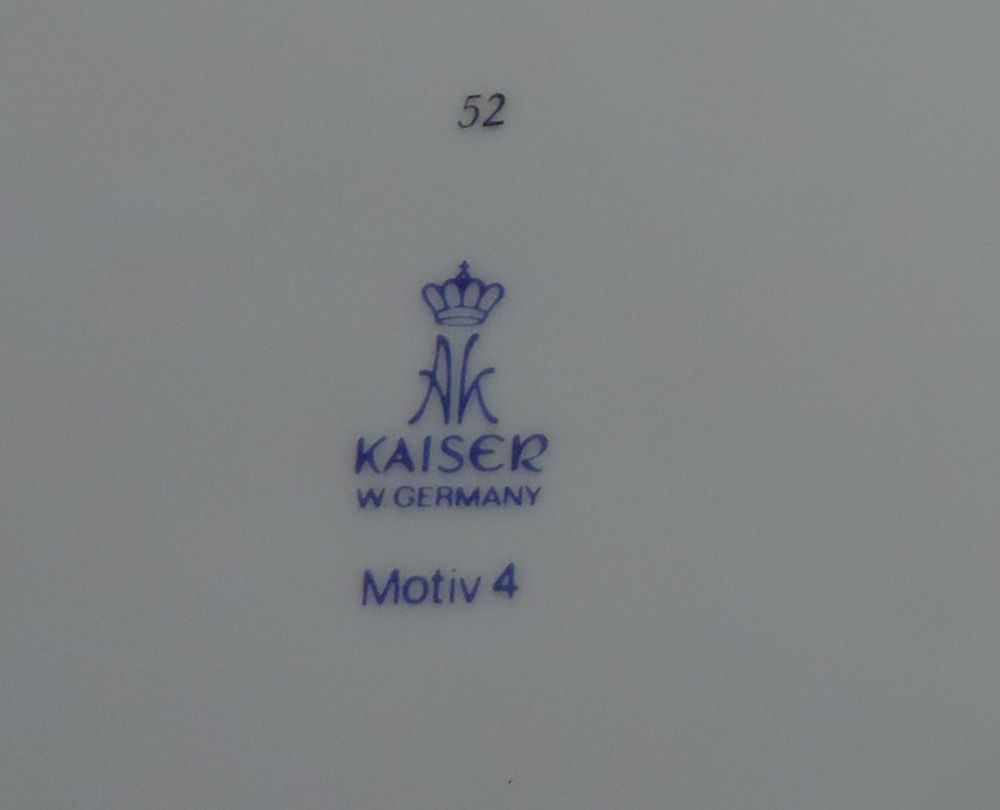 52
AK
KAISER
W. GERMANY
Motiv 4